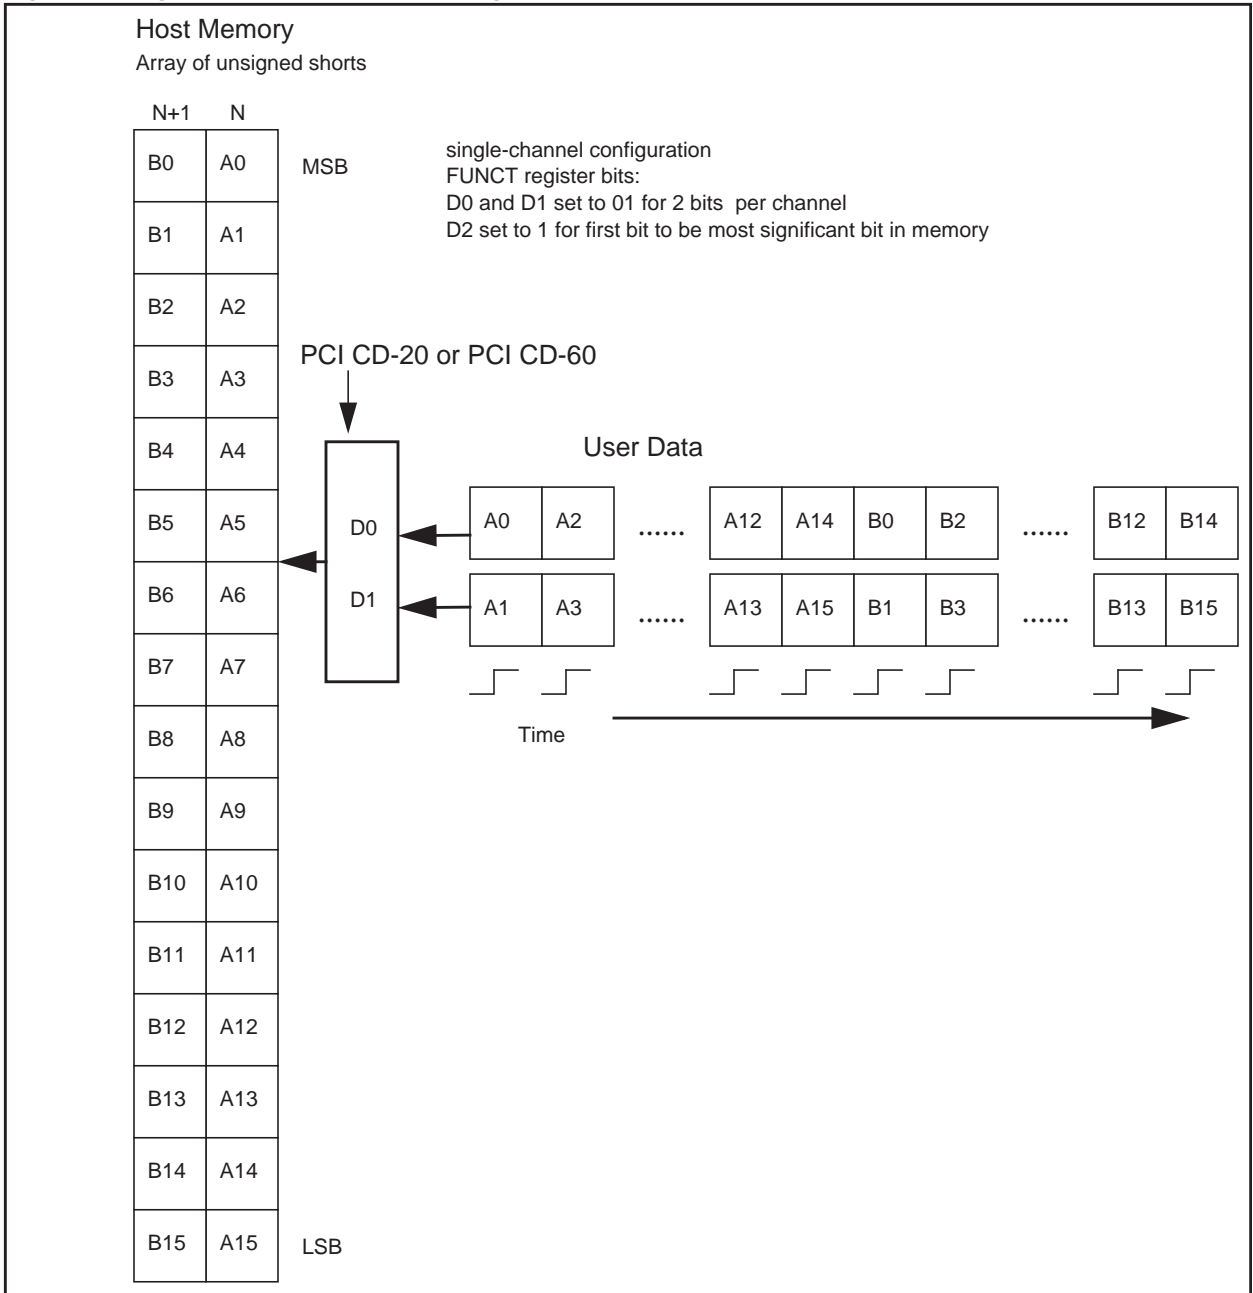 Host Memory
Array of unsigned shorts
N+1 N
B0 A0 MSB
single-channel configuration
FUNCT register bits:
D0 and D1 set to 01 for 2 bits per channel
D2 set to 1 for first bit to be most significant bit in memory
B1 A1
B2 A2
PCI CD-20 or PCI CD-60
B3 A3
B4 A4
User Data
B5 A5 D0 A0 A2 ...... A12 A14 B0 B2 ...... B12 B14
B6 A6 D1 A1 A3 ...... A13 A15 B1 B3 ...... B13 B15
B7 A7
Time
B8 A8
B9 A9
B10 A10
B11 A11
B12 A12
B13 A13
B14 A14
B15 A15 LSB